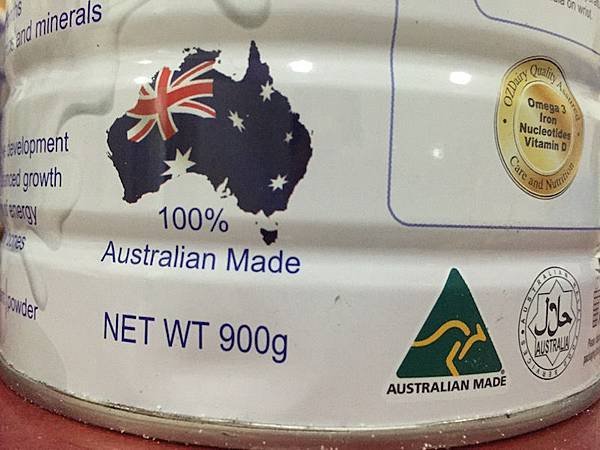 and minerals
development
growth
energy
powder
100%
Australian Made
NET WT 900g
OZDairy Quality Assured
Omega 3
Iron
Nucleotides
Vitamin D
Care and Nutrition
AUSTRALIAN MADE
حلال
AUSTRALIA